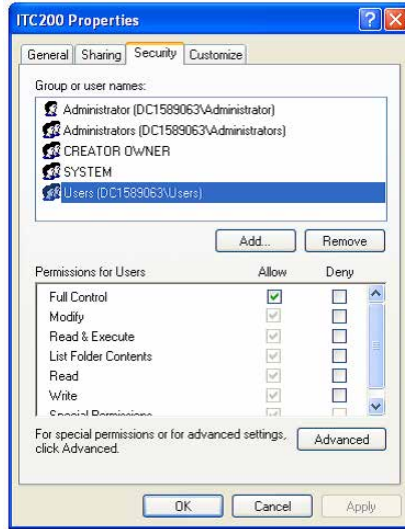 ITC200 Properties
General Sharing Security Customize
Group or user names:
Administrator (DC1589063\Administrator)
Administrators (DC1589063\Administrators)
CREATOR OWNER
SYSTEM
Users (DC1589063\Users)
Add... Remove
Permissions for Users Allow Deny
Full Control
Modify
Read & Execute
List Folder Contents
Read
Write
Special Permissions
For special permissions or for advanced settings,
click Advanced.
Advanced
OK Cancel Apply